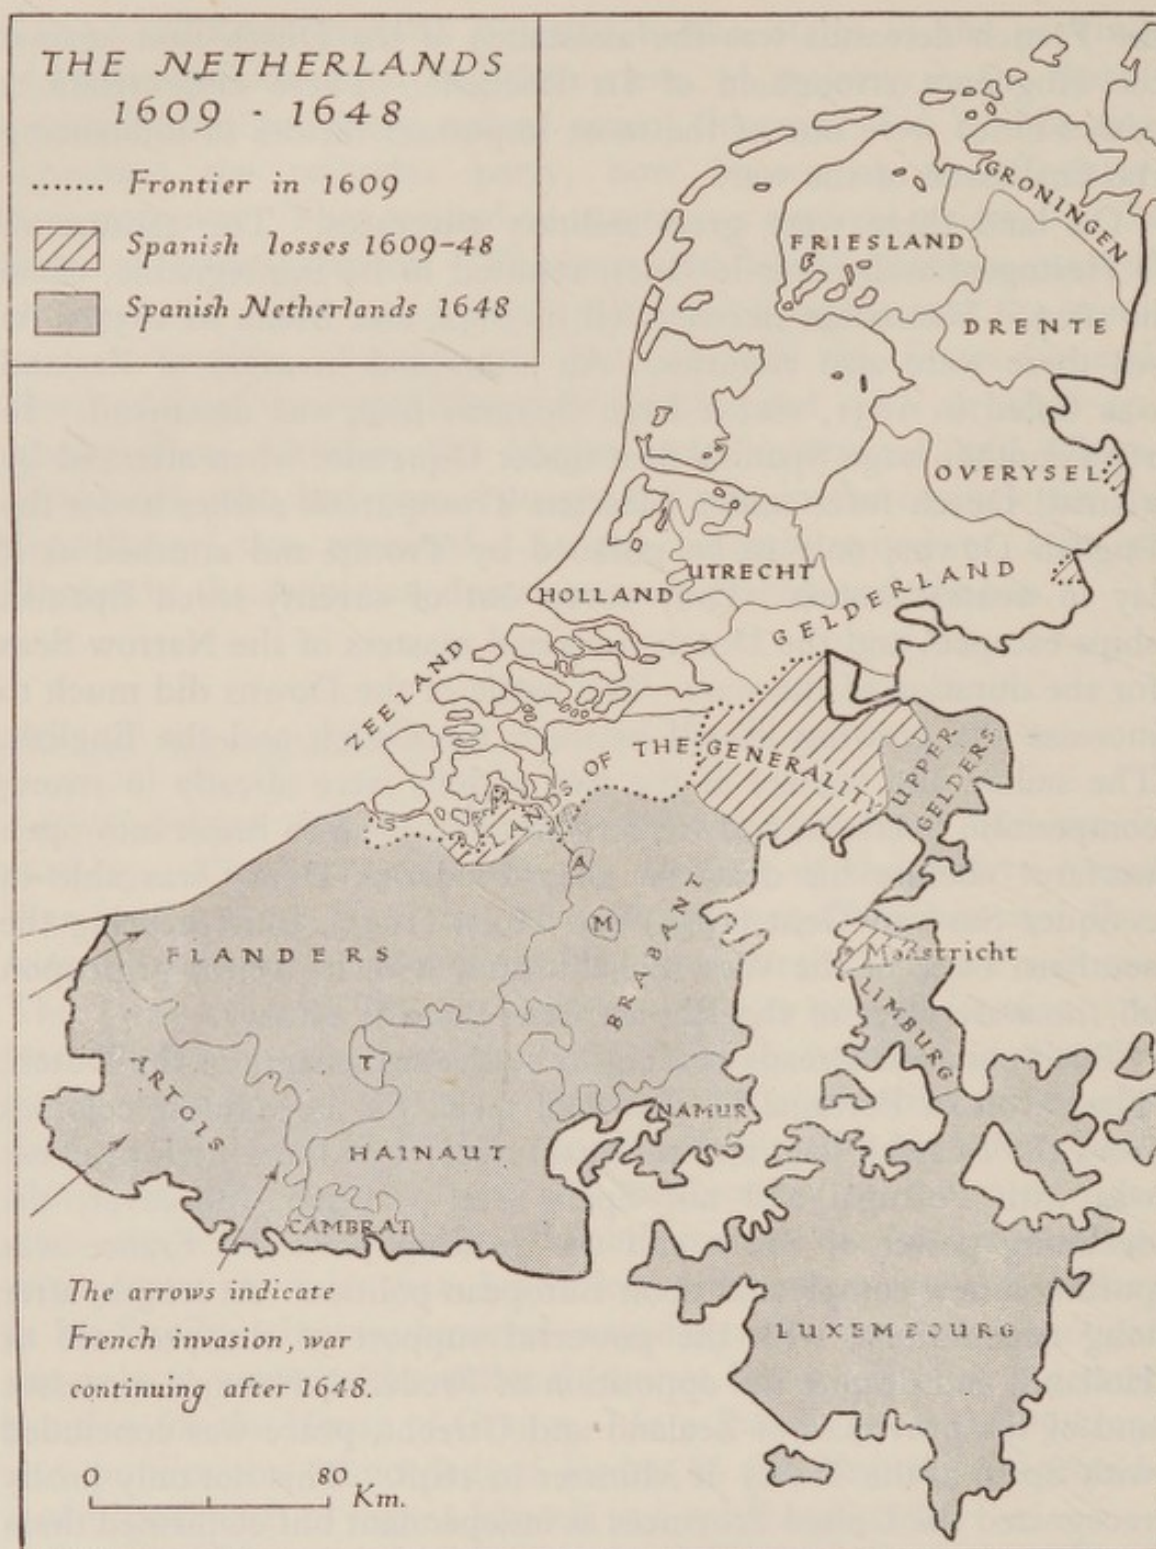 THE NETHERLANDS
1609 - 1648
Frontier in 1609
Spanish losses 1609-48
Spanish Netherlands 1648
GRONINGEN
FRIESLAND
DRENTE
OVERYSEL
UTRECHT
HOLLAND
GELDERLAND
ZEELAND
LANDS OF THE GENERALITY
UPPER
GELDERS
S
A
M
FLANDERS
BRABANT
Maastricht
LIMBURG
T
ARTOIS
NAMUR
HAINAUT
CAMBRAI
LUXEMBOURG
The arrows indicate
French invasion, war
continuing after 1648.
0 80
Km.